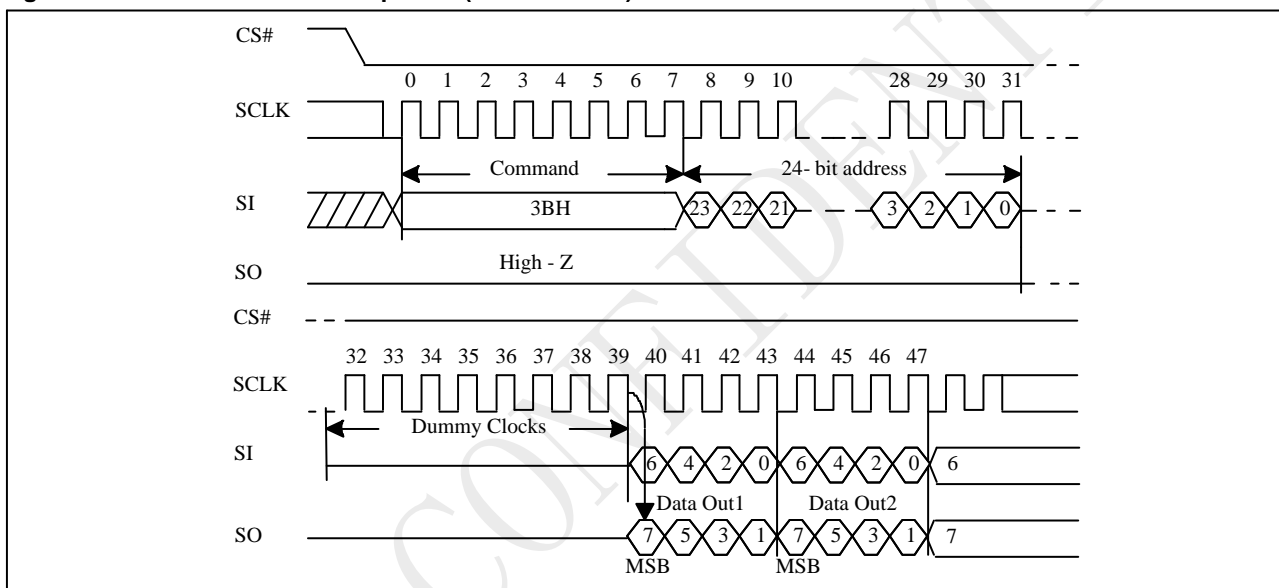 CS#
0 1 2 3 4 5 6 7 8 9 10 28 29 30 31
SCLK
Command 24- bit address
SI 3BH 23 22 21 3 2 1 0
High - Z
SO
CS#
32 33 34 35 36 37 38 39 40 41 42 43 44 45 46 47
SCLK
Dummy Clocks
SI 6 4 2 0 6 4 2 0 6
Data Out1 Data Out2
SO 7 5 3 1 7 5 3 1 7
MSB MSB